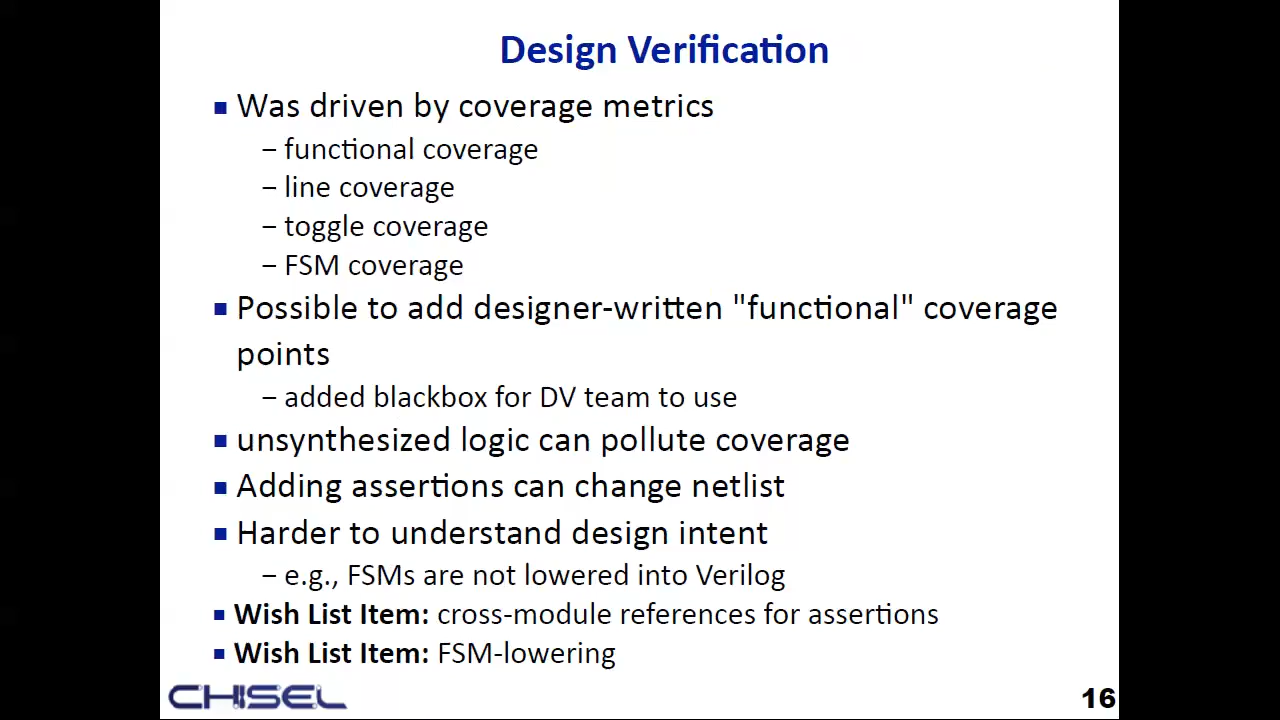 Design Verification
▪ Was driven by coverage metrics
– functional coverage
– line coverage
– toggle coverage
– FSM coverage
▪ Possible to add designer-written "functional" coverage
points
– added blackbox for DV team to use
▪ unsynthesized logic can pollute coverage
▪ Adding assertions can change netlist
▪ Harder to understand design intent
– e.g., FSMs are not lowered into Verilog
▪ Wish List Item: cross-module references for assertions
▪ Wish List Item: FSM-lowering
CHISEL
16